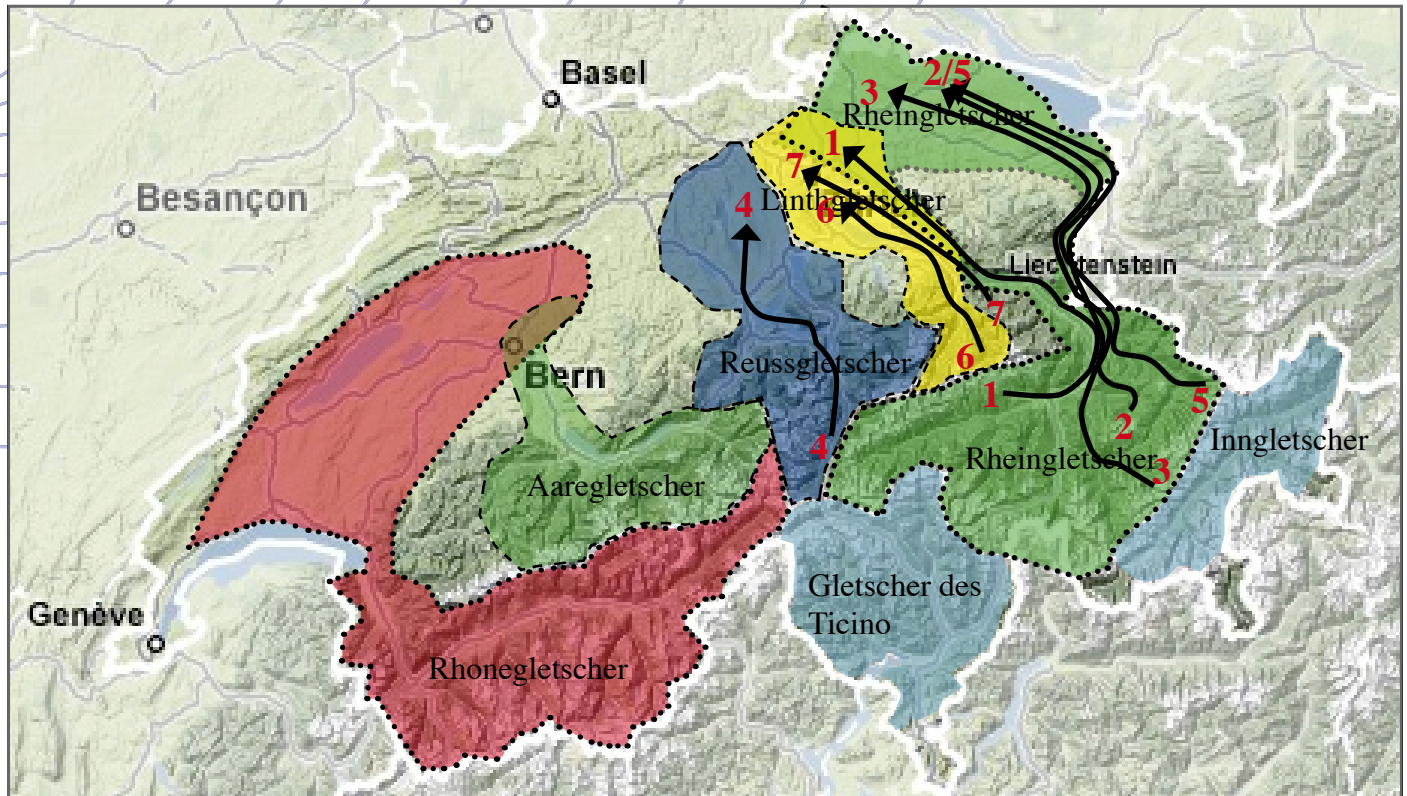 Basel
2/5
3
Rheingletscher
1
7
Besançon
Linthgletscher
4
6
Liechtenstein
7
Reussgletscher
6
Bern
1
5
2
Inngletscher
4
Rheingletscher
3
Aaregletscher
Gletscher des
Ticino
Genève
Rhonegletscher